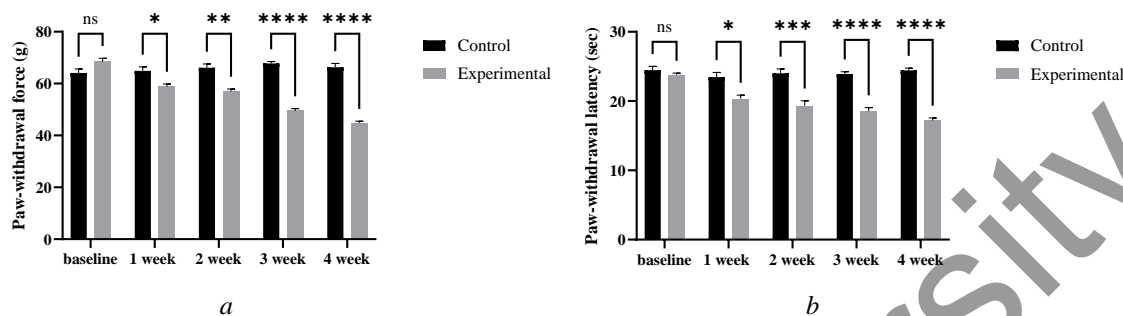 ns * ** **** ****
80
60
40
20
0
Paw-withdrawal force (g)
Control
Experimental
baseline 1 week 2 week 3 week 4 week
a
ns * *** **** ****
30
20
10
0
Paw-withdrawal latency (sec)
Control
Experimental
baseline 1 week 2 week 3 week 4 week
b
rsity